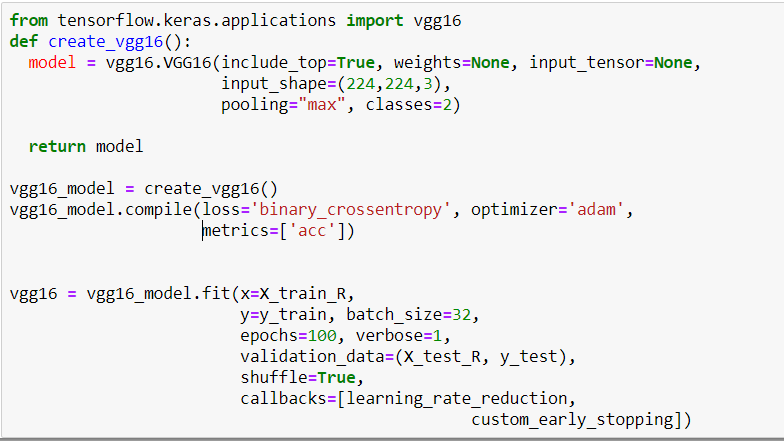 from tensorflow.keras.applications import vgg16
def create_vgg16():
  model = vgg16.VGG16(include_top=True, weights=None, input_tensor=None,
                      input_shape=(224,224,3),
                      pooling="max", classes=2)

  return model

vgg16_model = create_vgg16()
vgg16_model.compile(loss='binary_crossentropy', optimizer='adam',
                    metrics=['acc'])


vgg16 = vgg16_model.fit(x=X_train_R,
                        y=y_train, batch_size=32,
                        epochs=100, verbose=1,
                        validation_data=(X_test_R, y_test),
                        shuffle=True,
                        callbacks=[learning_rate_reduction,
                                                custom_early_stopping])